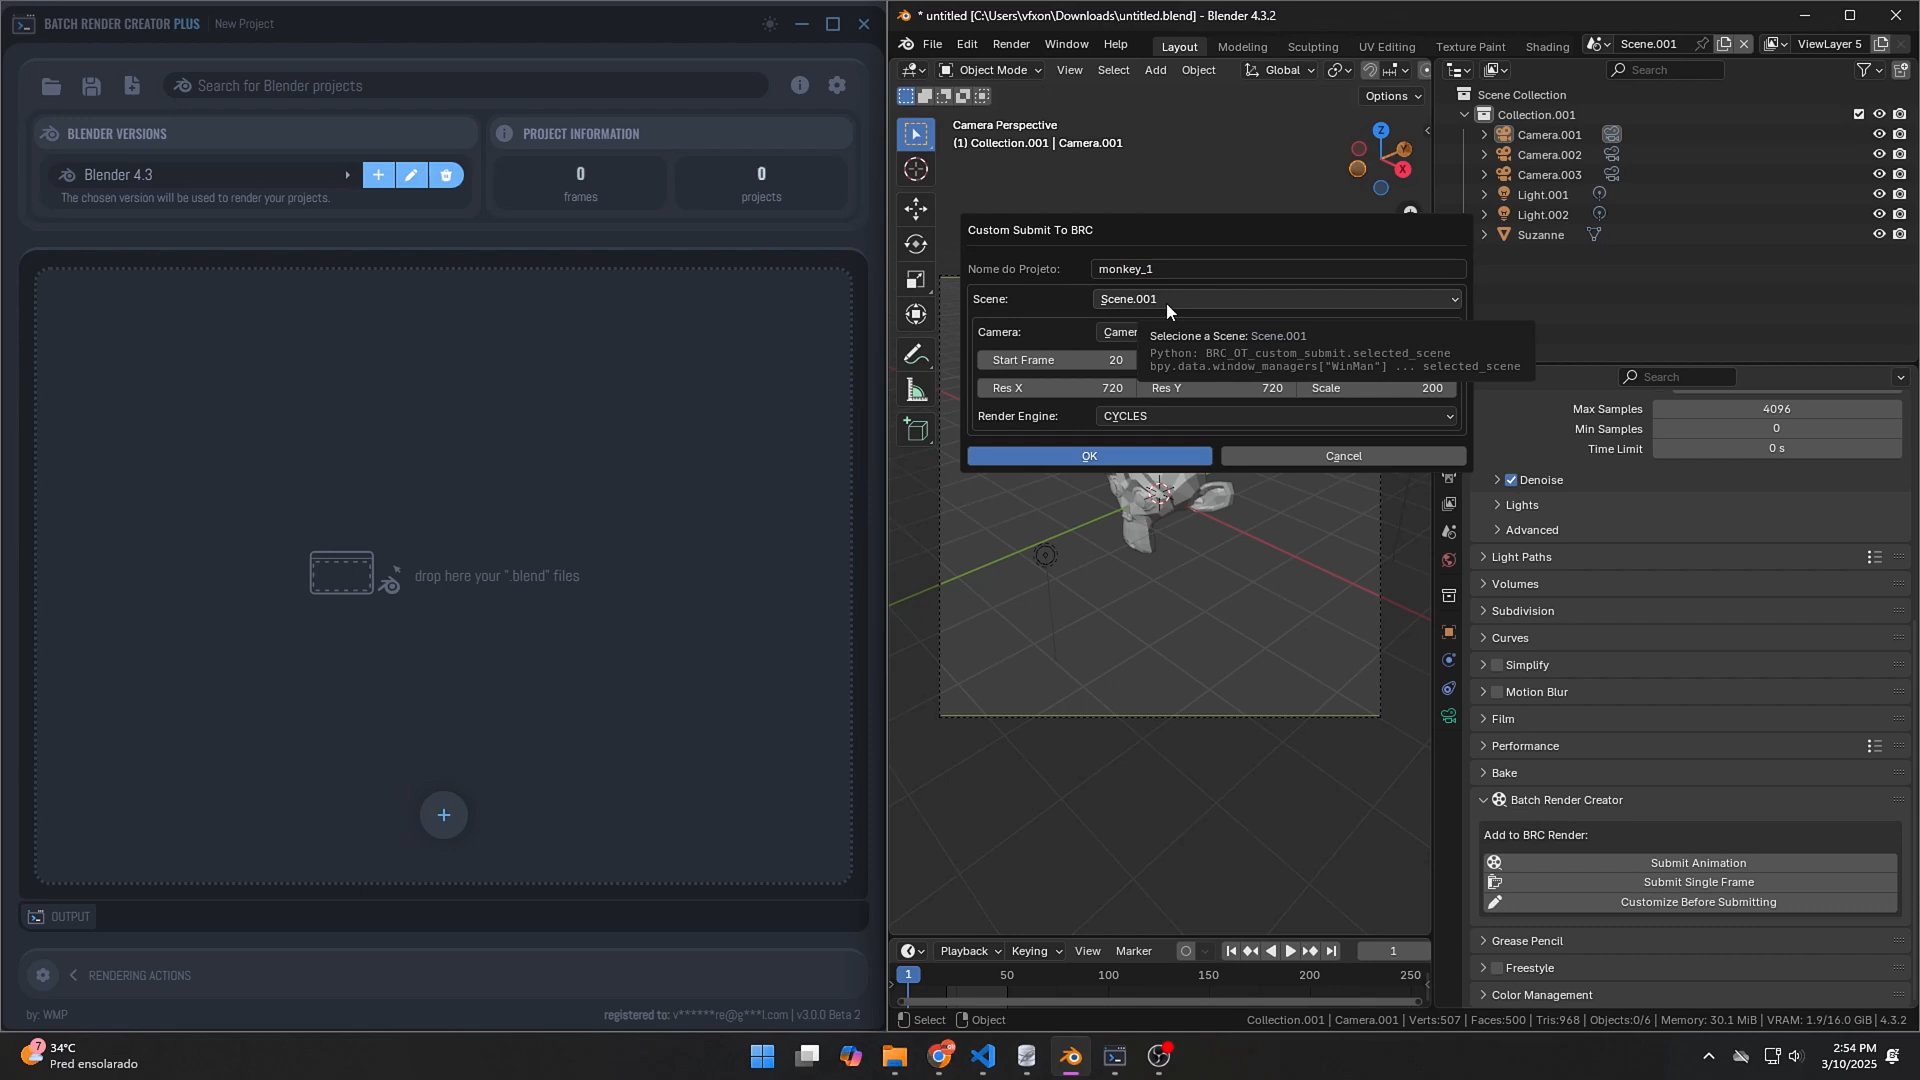 BATCH RENDER CREATOR PLUS
New Project
Search for Blender projects
BLENDER VERSIONS
Blender 4.3
The chosen version will be used to render your projects.
PROJECT INFORMATION
0
frames
0
projects
drop here your ".blend" files
OUTPUT
RENDERING ACTIONS
by: WMP
registered to: v******re@g***l.com | v3.0.0 Beta 2
* untitled [C:\Users\vfxon\Downloads\untitled.blend] - Blender 4.3.2
File Edit Render Window Help
Layout Modeling Sculpting UV Editing Texture Paint Shading
Scene.001
ViewLayer 5
Object Mode View Select Add Object Global
Options
Camera Perspective
(1) Collection.001 | Camera.001
Z
Y
X
Custom Submit To BRC
Nome do Projeto: monkey_1
Scene: Scene.001
Camera:
Selecione a Scene: Scene.001
Python: BRC_OT_custom_submit.selected_scene
bpy.data.window_managers["WinMan"] ... selected_scene
Start Frame 20
Res X 720 Res Y 720 Scale 200
Render Engine: CYCLES
OK Cancel
Playback Keying View Marker 1
1 50 100 150 200 250
Search
Scene Collection
Collection.001
Camera.001
Camera.002
Camera.003
Light.001
Light.002
Suzanne
Search
Max Samples 4096
Min Samples 0
Time Limit 0 s
Denoise
Lights
Advanced
Light Paths
Volumes
Subdivision
Curves
Simplify
Motion Blur
Film
Performance
Bake
Batch Render Creator
Add to BRC Render:
Submit Animation
Submit Single Frame
Customize Before Submitting
Grease Pencil
Freestyle
Color Management
Select Object
Collection.001 | Camera.001 | Verts:507 | Faces:500 | Tris:968 | Objects:0/6 | Memory: 30.1 MiB | VRAM: 1.9/16.0 GiB | 4.3.2
7
34°C
Pred ensolarado
2:54 PM
3/10/2025